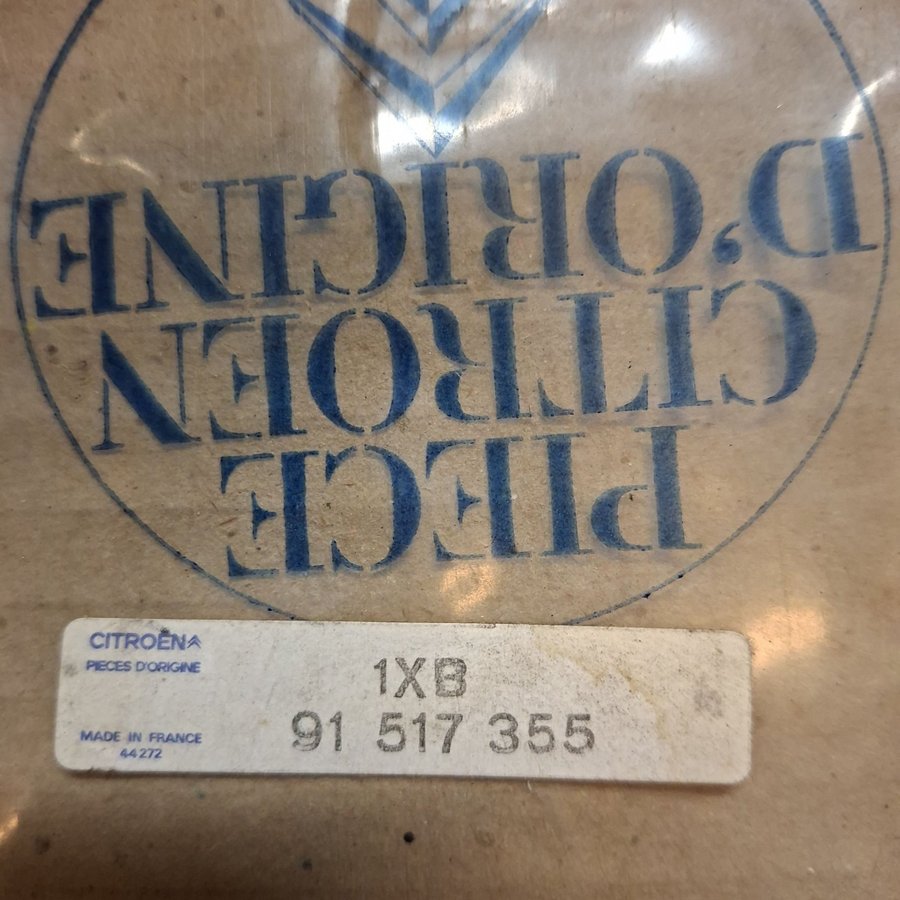 PIECE
CITROEN
D'ORIGINE
CITROËN
PIECES D'ORIGINE
MADE IN FRANCE
44272
1XB
91 517 355